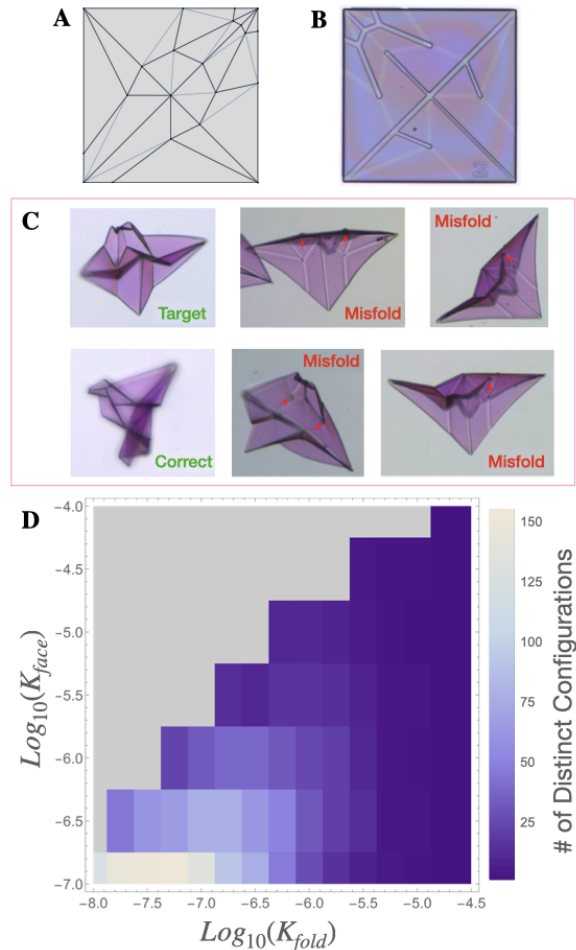 A
B
2
C
Target
Misfold
Misfold
Correct
Misfold
Misfold
D
-4.0
-4.5
-5.0
-5.5
-6.0
-6.5
-7.0
Log10(Kface)
-8.0 -7.5 -7.0 -6.5 -6.0 -5.5 -5.0 -4.5
Log10(Kfold)
150
125
100
75
50
25
# of Distinct Configurations